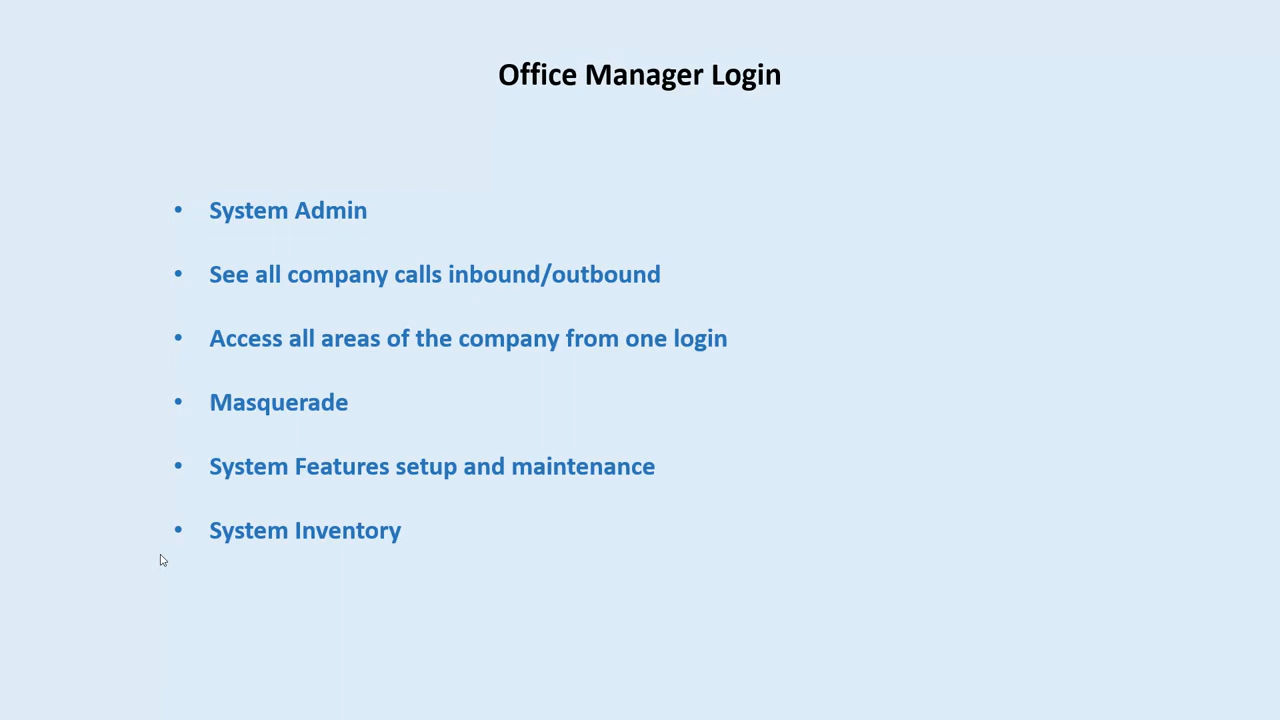 Office Manager Login
• System Admin
• See all company calls inbound/outbound
• Access all areas of the company from one login
• Masquerade
• System Features setup and maintenance
• System Inventory